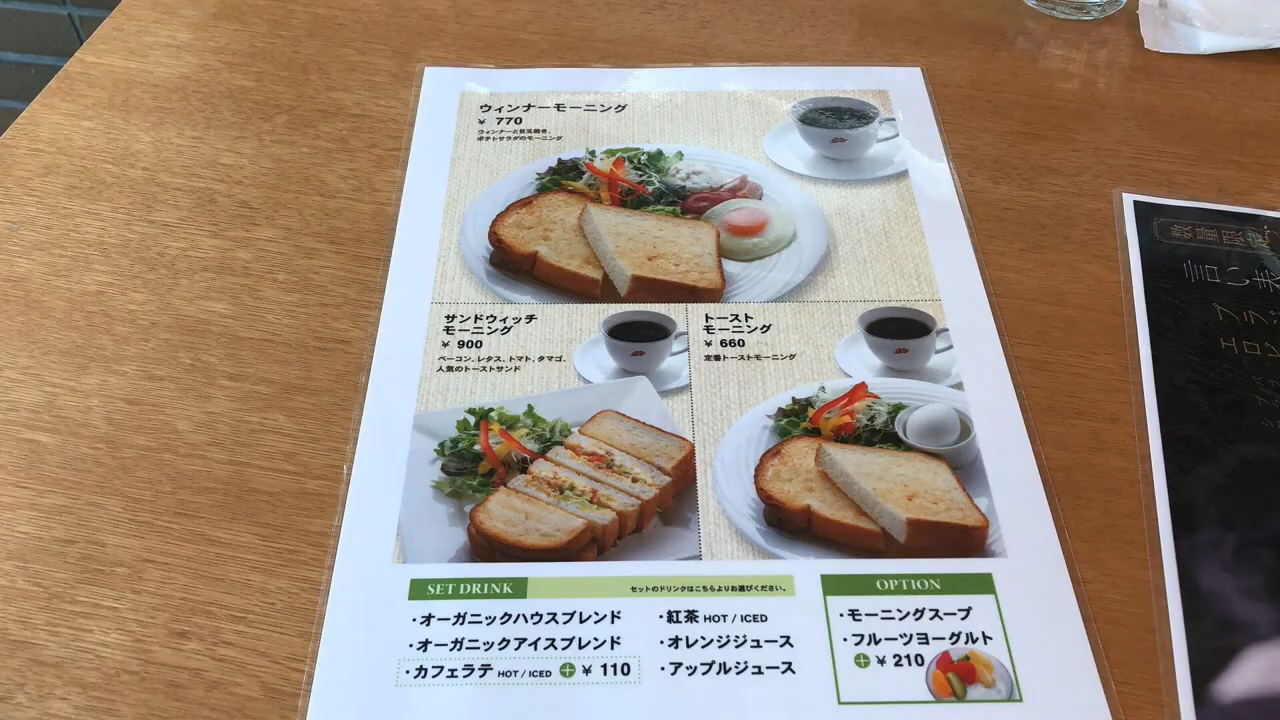 ウィンナーモーニング
¥ 770
ウィンナーと目玉焼き、
ポテトサラダのモーニング
サンドウィッチ
モーニング
¥ 900
ベーコン、レタス、トマト、タマゴ、
人気のトーストサンド
トースト
モーニング
¥ 660
定番トーストモーニング
SET DRINK
セットのドリンクはこちらよりお選びください。
・オーガニックハウスブレンド
・オーガニックアイスブレンド
・カフェラテ HOT / ICED + ¥ 110
・紅茶 HOT / ICED
・オレンジジュース
・アップルジュース
OPTION
・モーニングスープ
・フルーツヨーグルト
+ ¥ 210
数量限定
言い